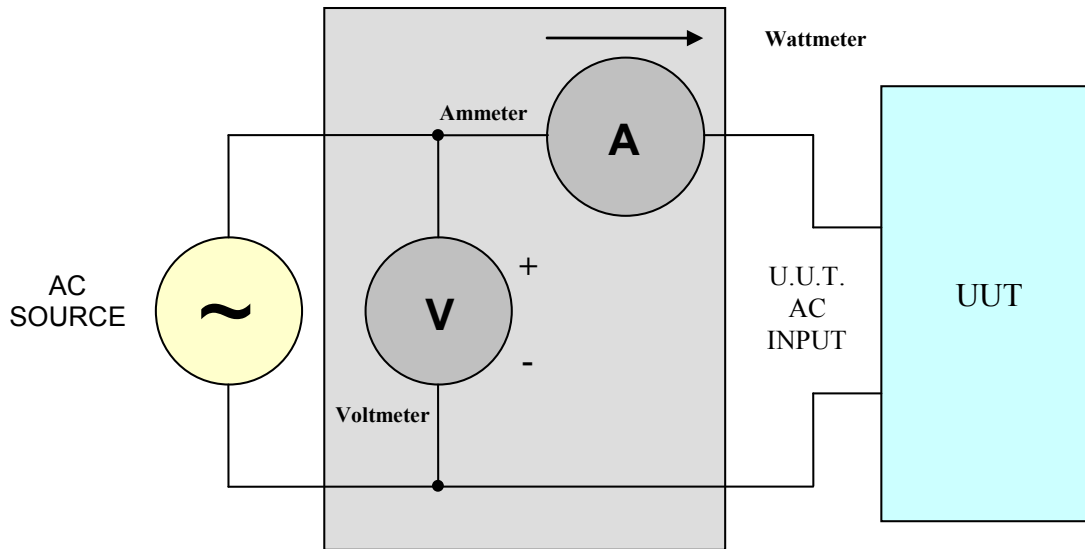 Wattmeter
Ammeter
A
AC
SOURCE
~
V
+
-
Voltmeter
U.U.T.
AC
INPUT
UUT